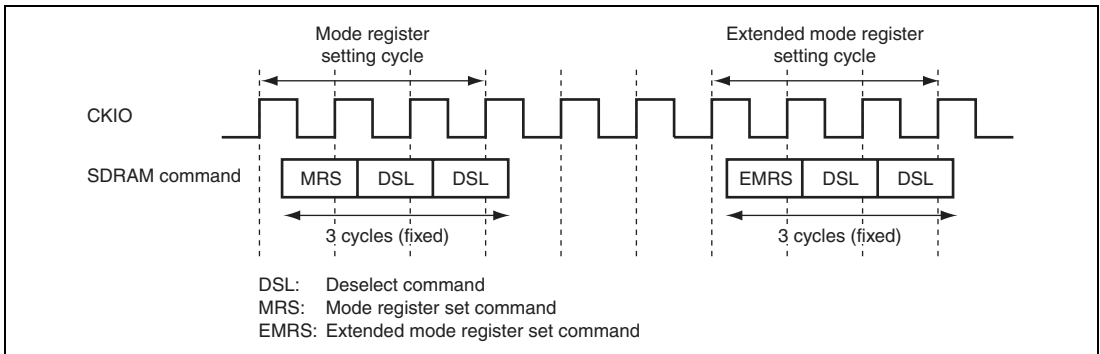 Mode register
setting cycle
Extended mode register
setting cycle
CKIO
SDRAM command
MRS
DSL
DSL
EMRS
DSL
DSL
3 cycles (fixed)
3 cycles (fixed)
DSL: Deselect command
MRS: Mode register set command
EMRS: Extended mode register set command